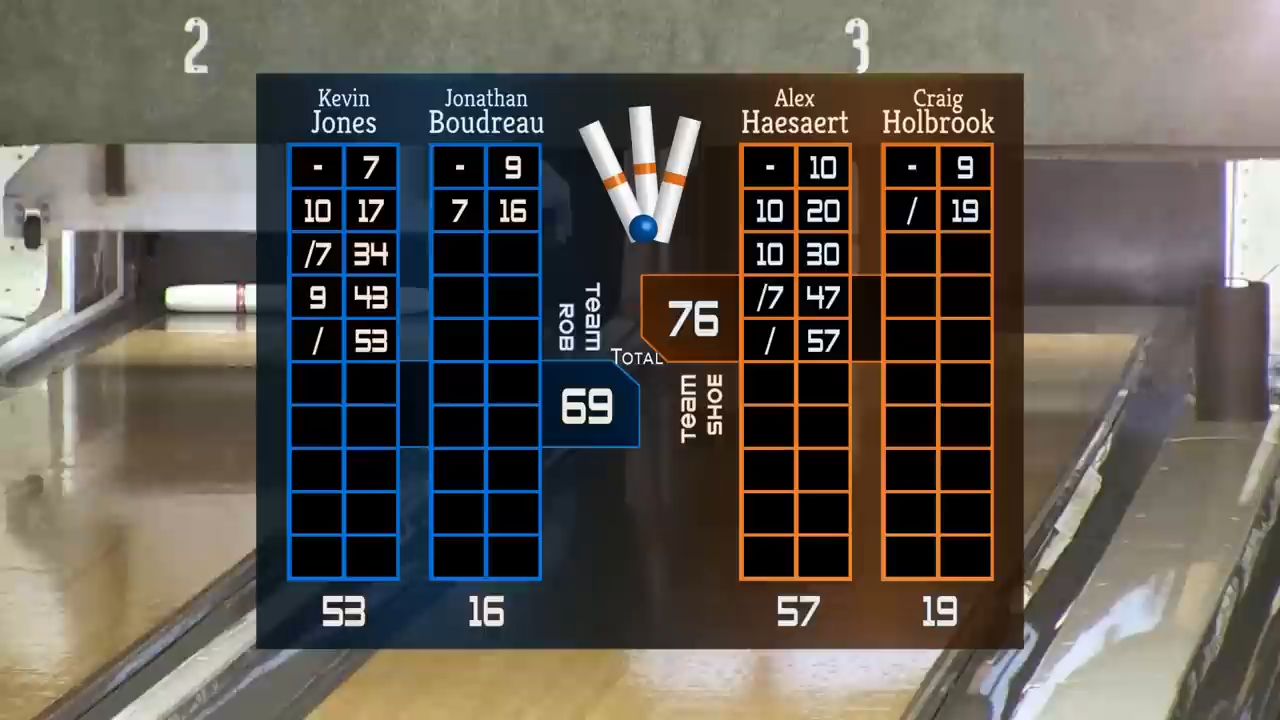 2
3
Kevin
Jones
- 7
10 17
/7 34
9 43
/ 53
53
Jonathan
Boudreau
- 9
7 16
16
Team
ROB
69
Total
76
Team
SHOE
Alex
Haesaert
- 10
10 20
10 30
/7 47
/ 57
57
Craig
Holbrook
- 9
/ 19
19